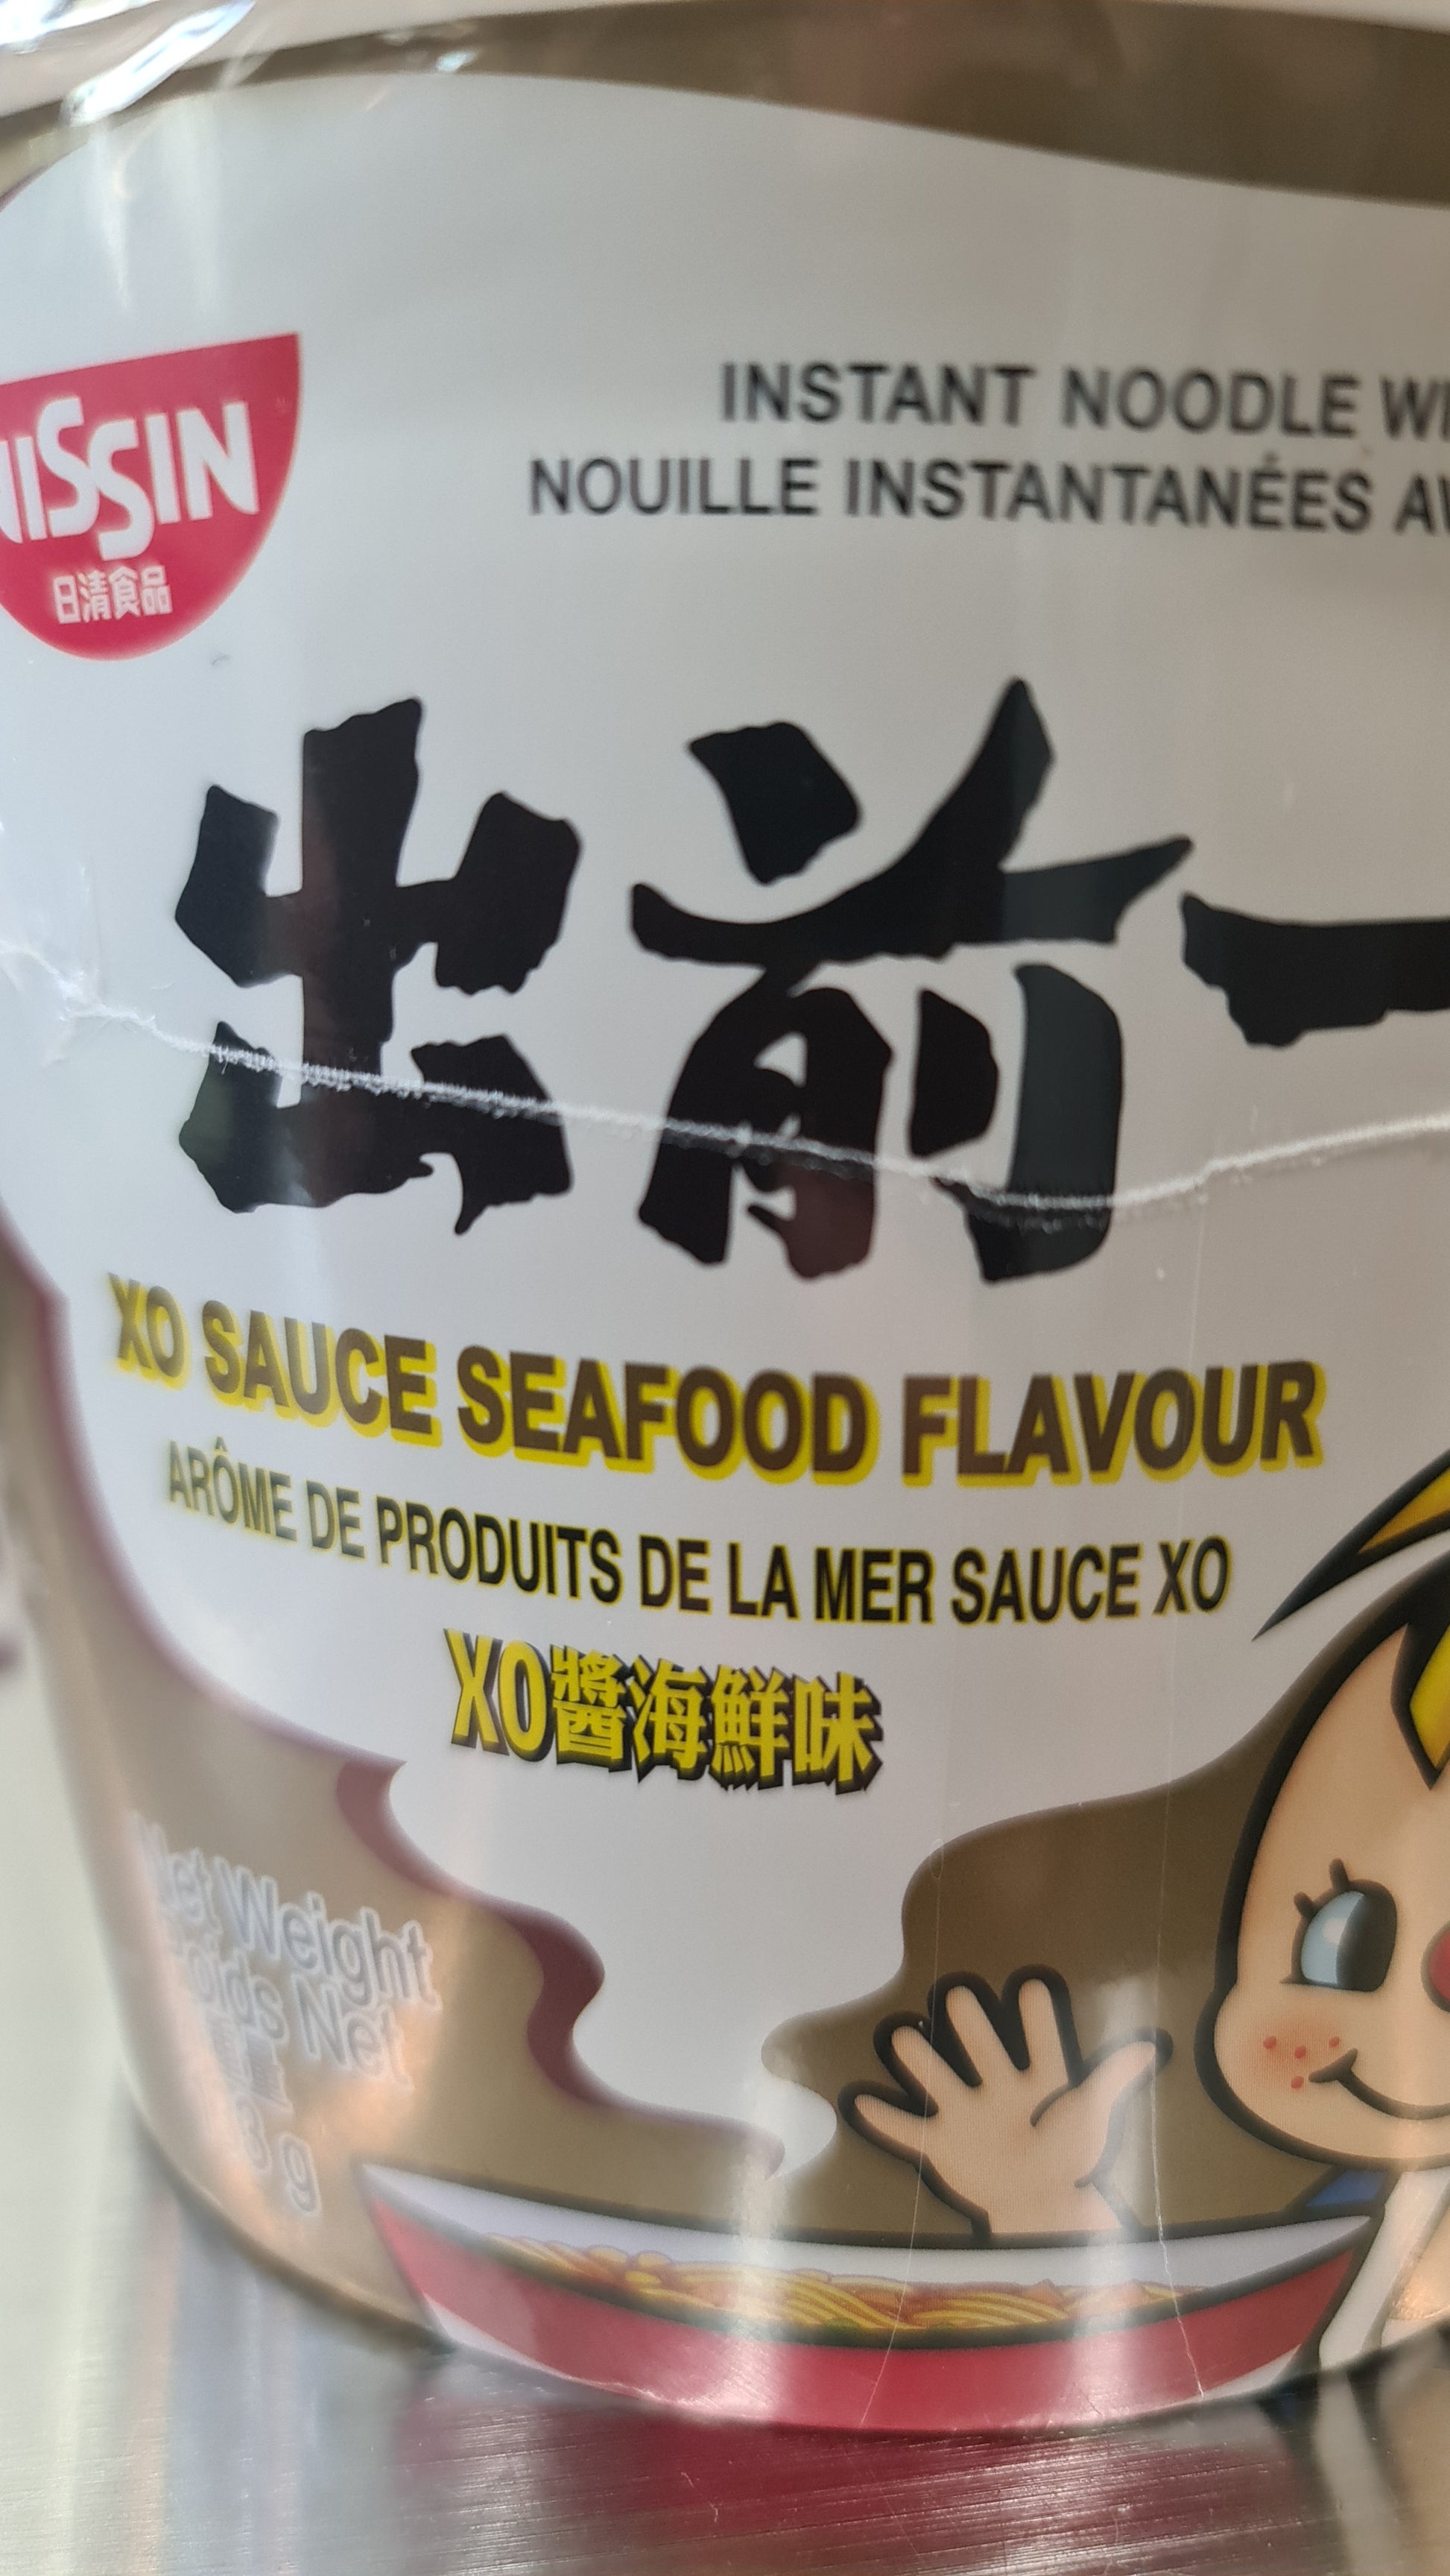 NISSIN
日清食品
INSTANT NOODLE
NOUILLE INSTANTANÉES
出前一
XO SAUCE SEAFOOD FLAVOUR
ARÔME DE PRODUITS DE LA MER SAUCE XO
XO醬海鮮味
Net Weight
Poids Net
g